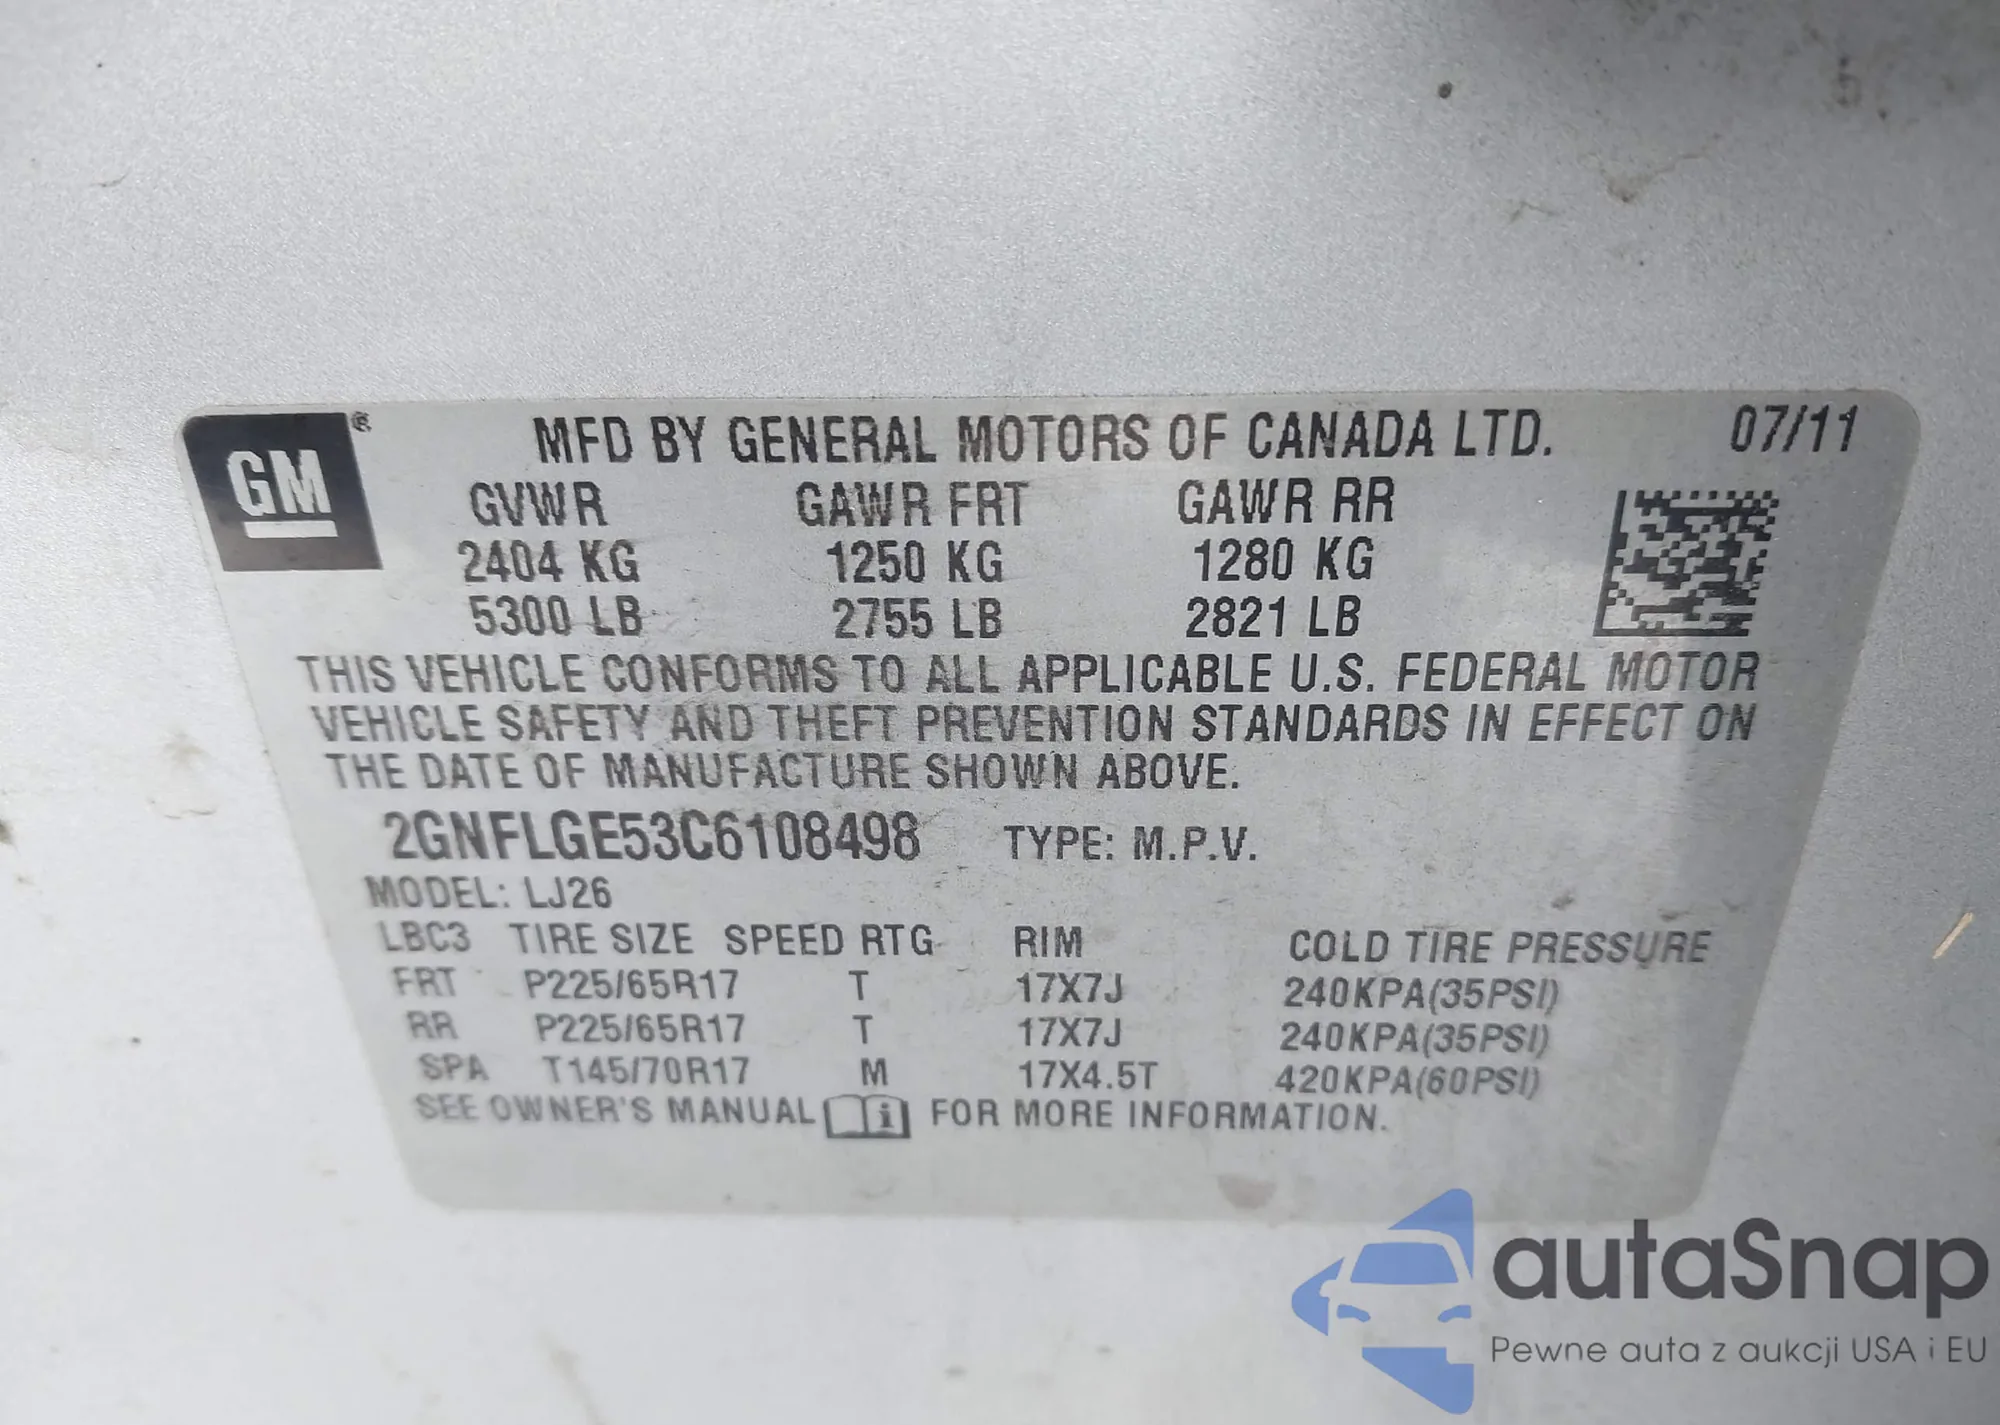 GM ® MFD BY GENERAL MOTORS OF CANADA LTD. 07/11
GVWR GAWR FRT GAWR RR
2404 KG 1250 KG 1280 KG
5300 LB 2755 LB 2821 LB
THIS VEHICLE CONFORMS TO ALL APPLICABLE U.S. FEDERAL MOTOR
VEHICLE SAFETY AND THEFT PREVENTION STANDARDS IN EFFECT ON
THE DATE OF MANUFACTURE SHOWN ABOVE.
2GNFLGE53C6108498 TYPE: M.P.V.
MODEL: LJ26
LBC3 TIRE SIZE SPEED RTG RIM COLD TIRE PRESSURE
FRT P225/65R17 T 17X7J 240KPA(35PSI)
RR P225/65R17 T 17X7J 240KPA(35PSI)
SPA T145/70R17 M 17X4.5T 420KPA(60PSI)
SEE OWNER'S MANUAL i FOR MORE INFORMATION.
autaSnap
Pewne auta z aukcji USA i EU